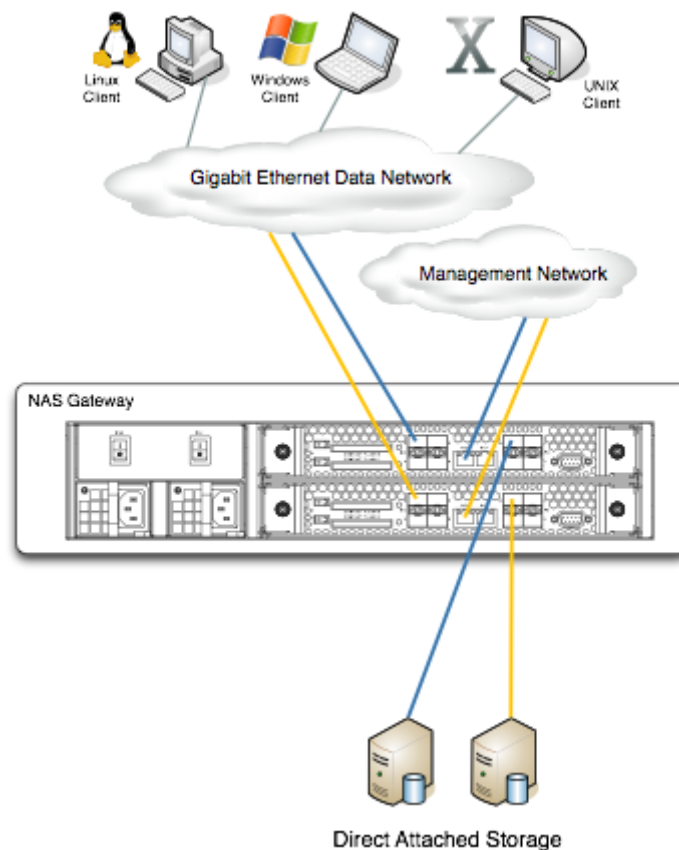 Linux
Client
Windows
Client
UNIX
Client
Gigabit Ethernet Data Network
Management Network
NAS Gateway
Direct Attached Storage